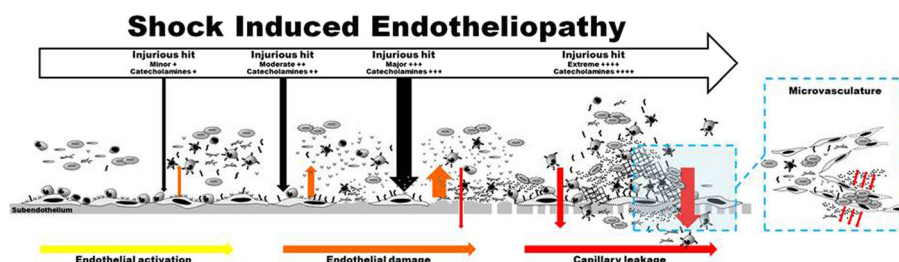 Shock Induced Endotheliopathy
Injurious hit
Minor +
Catecholamines +
Injurious hit
Moderate ++
Catecholamines ++
Injurious hit
Major +++
Catecholamines +++
Injurious hit
Extreme ++++
Catecholamines ++++
Microvasculature
Subendothelium
Endothelial activation
Endothelial damage
Capillary leakage